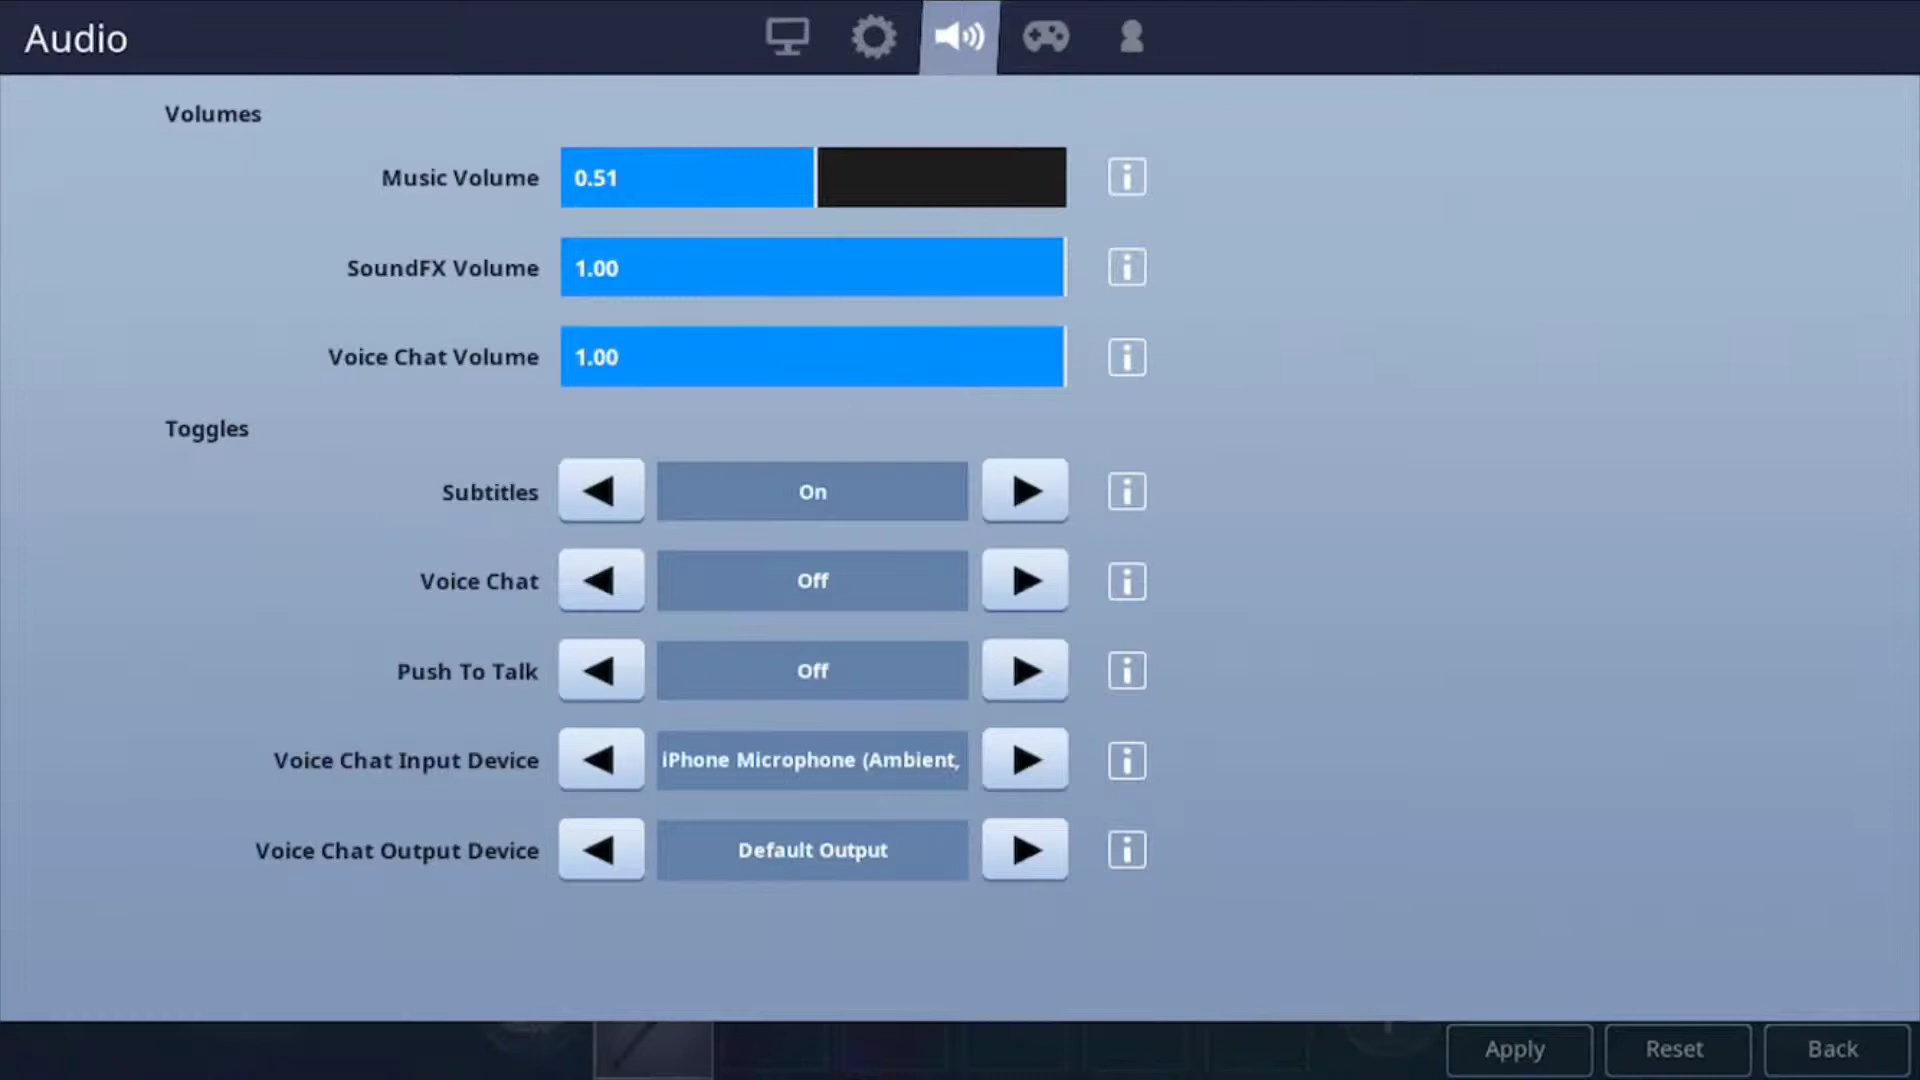 Audio
Volumes
Music Volume 0.51
SoundFX Volume 1.00
Voice Chat Volume 1.00
Toggles
Subtitles On
Voice Chat Off
Push To Talk Off
Voice Chat Input Device iPhone Microphone (Ambient,
Voice Chat Output Device Default Output
Apply Reset Back